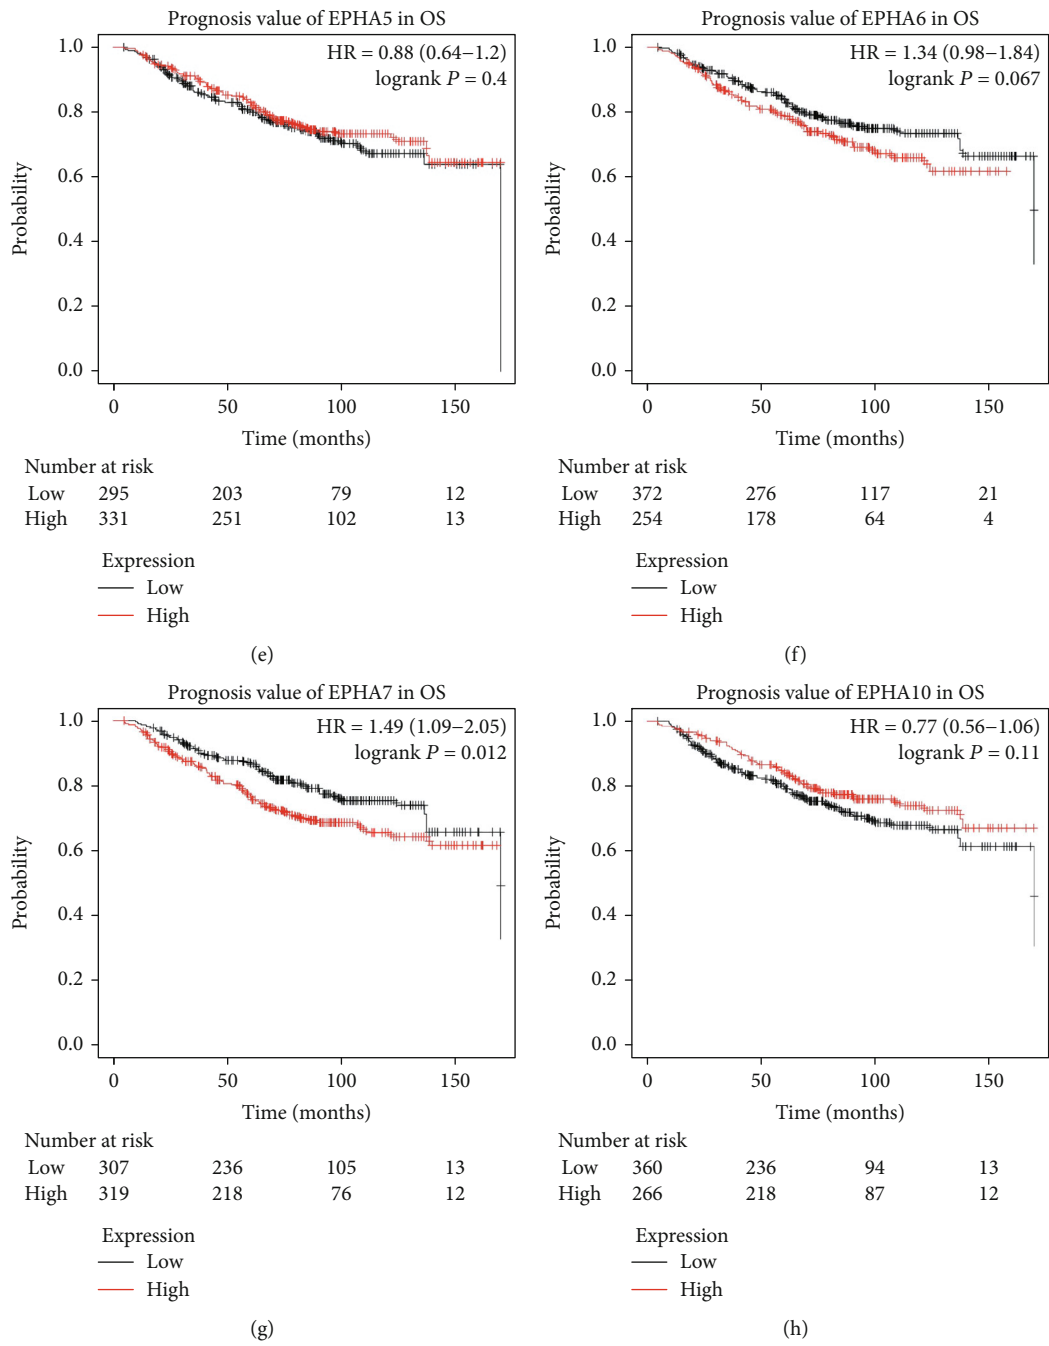 Prognosis value of EPHA5 in OS
HR = 0.88 (0.64−1.2)
logrank P = 0.4
1.0
0.8
0.6
0.4
0.2
0.0
Probability
0 50 100 150
Time (months)
Number at risk
Low 295 203 79 12
High 331 251 102 13
Expression
Low
High
(e)
Prognosis value of EPHA6 in OS
HR = 1.34 (0.98−1.84)
logrank P = 0.067
1.0
0.8
0.6
0.4
0.2
0.0
Probability
0 50 100 150
Time (months)
Number at risk
Low 372 276 117 21
High 254 178 64 4
Expression
Low
High
(f)
Prognosis value of EPHA7 in OS
HR = 1.49 (1.09−2.05)
logrank P = 0.012
1.0
0.8
0.6
0.4
0.2
0.0
Probability
0 50 100 150
Time (months)
Number at risk
Low 307 236 105 13
High 319 218 76 12
Expression
Low
High
(g)
Prognosis value of EPHA10 in OS
HR = 0.77 (0.56−1.06)
logrank P = 0.11
1.0
0.8
0.6
0.4
0.2
0.0
Probability
0 50 100 150
Time (months)
Number at risk
Low 360 236 94 13
High 266 218 87 12
Expression
Low
High
(h)